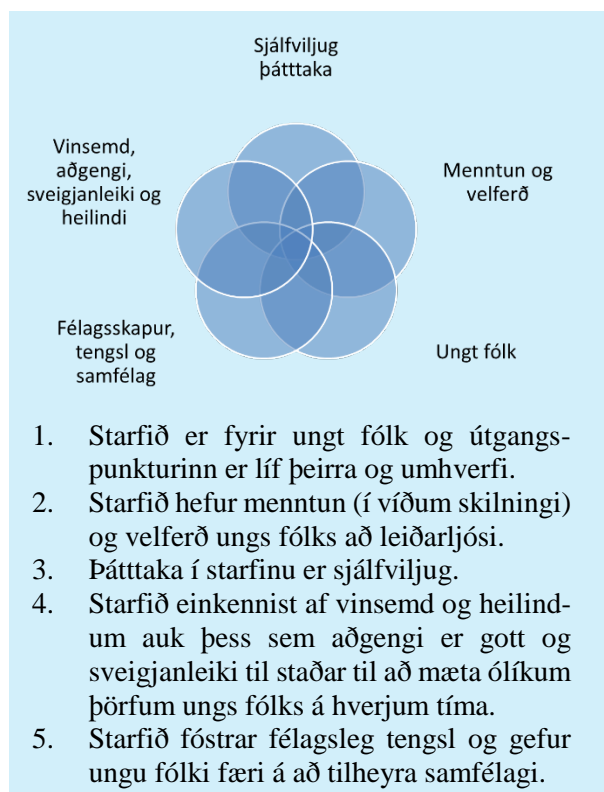 Sjálfviljug
þátttaka
Vinsemd,
aðgengi,
sveigjanleiki og
heilindi
Menntun og
velferð
Félagsskapur,
tengsl og
samfélag
Ungt fólk
1. Starfið er fyrir ungt fólk og útgangs-
punkturinn er líf þeirra og umhverfi.
2. Starfið hefur menntun (í víðum skilningi)
og velferð ungs fólks að leiðarljósi.
3. Þátttaka í starfinu er sjálfviljug.
4. Starfið einkennist af vinsemd og heilind-
um auk þess sem aðgengi er gott og
sveigjanleiki til staðar til að mæta ólíkum
þörfum ungs fólks á hverjum tíma.
5. Starfið fóstrar félagsleg tengsl og gefur
ungu fólki færi á að tilheyra samfélagi.